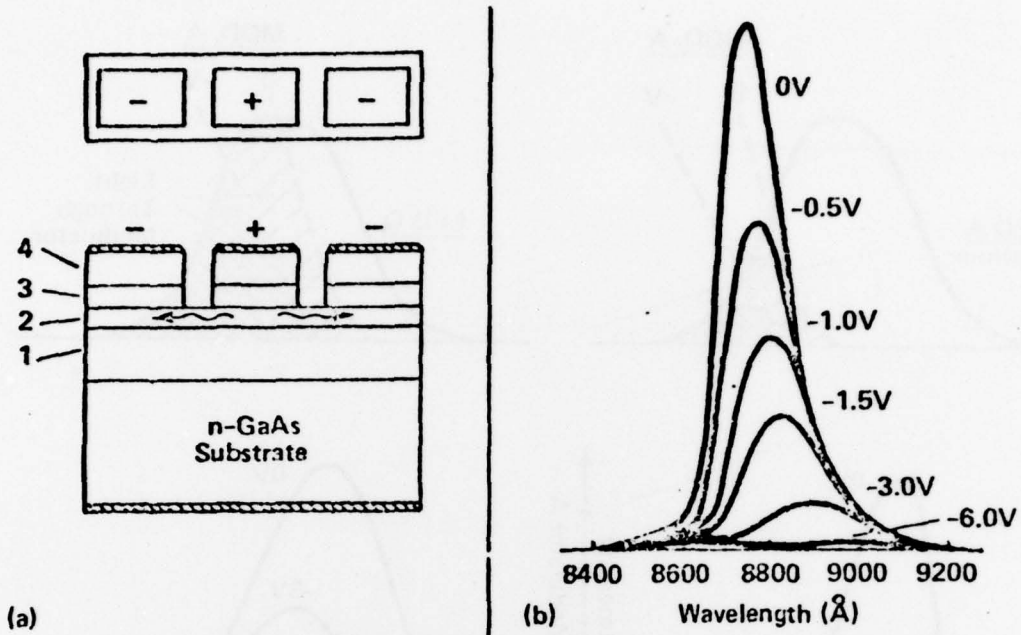 - + -
- + -
4
3
2
1
n-GaAs
Substrate
(a)
0V
-0.5V
-1.0V
-1.5V
-3.0V
-6.0V
8400 8600 8800 9000 9200
Wavelength (Å)
(b)